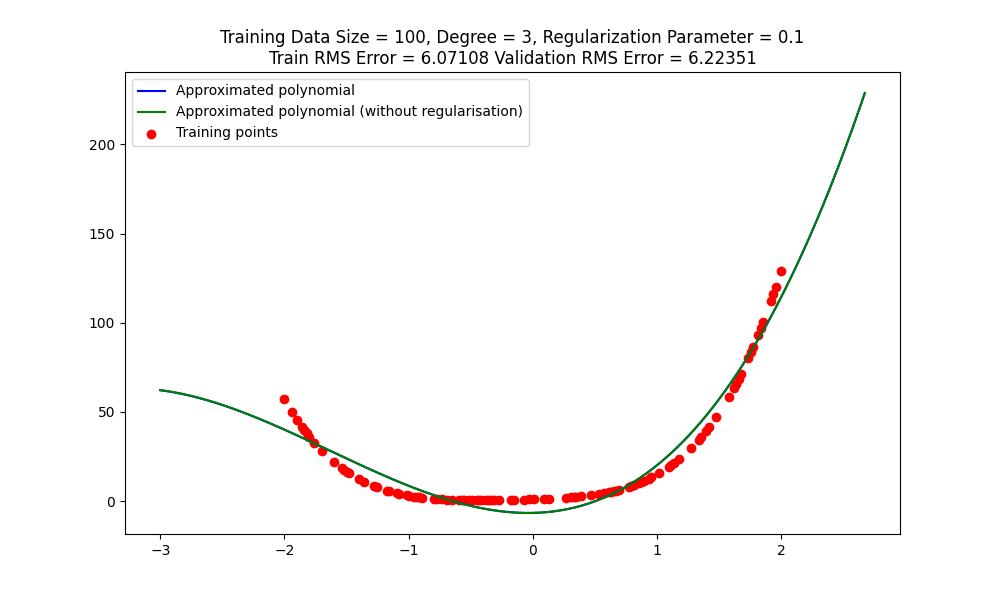 Training Data Size = 100, Degree = 3, Regularization Parameter = 0.1
Train RMS Error = 6.07108 Validation RMS Error = 6.22351
Approximated polynomial
Approximated polynomial (without regularisation)
Training points
200
150
100
50
0
−3
−2
−1
0
1
2